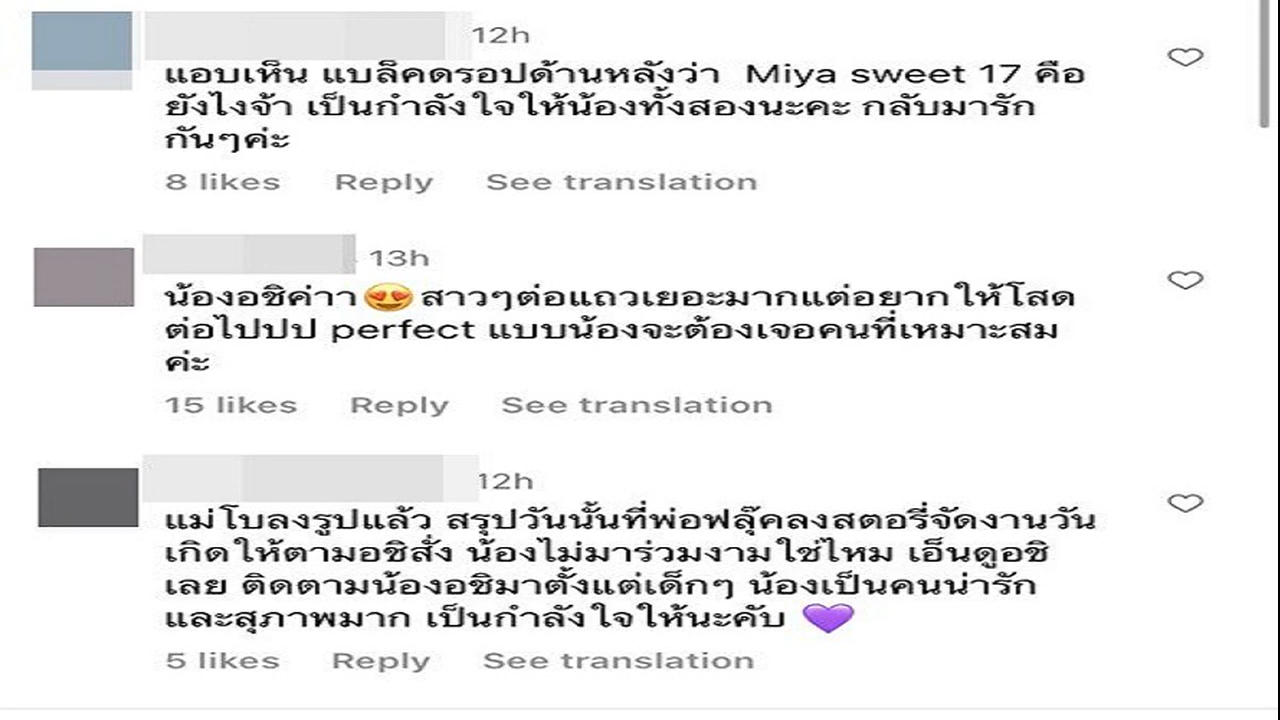 12h
แอบเห็น แบล็คดรอปด้านหลังว่า Miya sweet 17 คือ
ยังไงจ้า เป็นกำลังใจให้น้องทั้งสองนะคะ กลับมารัก
กันๆค่ะ
8 likes Reply See translation
13h
น้องอชิค่าา😍สาวๆต่อแถวเยอะมากแต่อยากให้โสด
ต่อไปปป perfect แบบน้องจะต้องเจอคนที่เหมาะสม
ค่ะ
15 likes Reply See translation
12h
แม่โบลงรูปแล้ว สรุปวันนั้นที่พ่อฟลุ๊คลงสตอรี่จัดงานวัน
เกิดให้ตามอชิสั่ง น้องไม่มาร่วมงามใช่ไหม เอ็นดูอชิ
เลย ติดตามน้องอชิมาตั้งแต่เด็กๆ น้องเป็นคนน่ารัก
และสุภาพมาก เป็นกำลังใจให้นะคับ 💜
5 likes Reply See translation